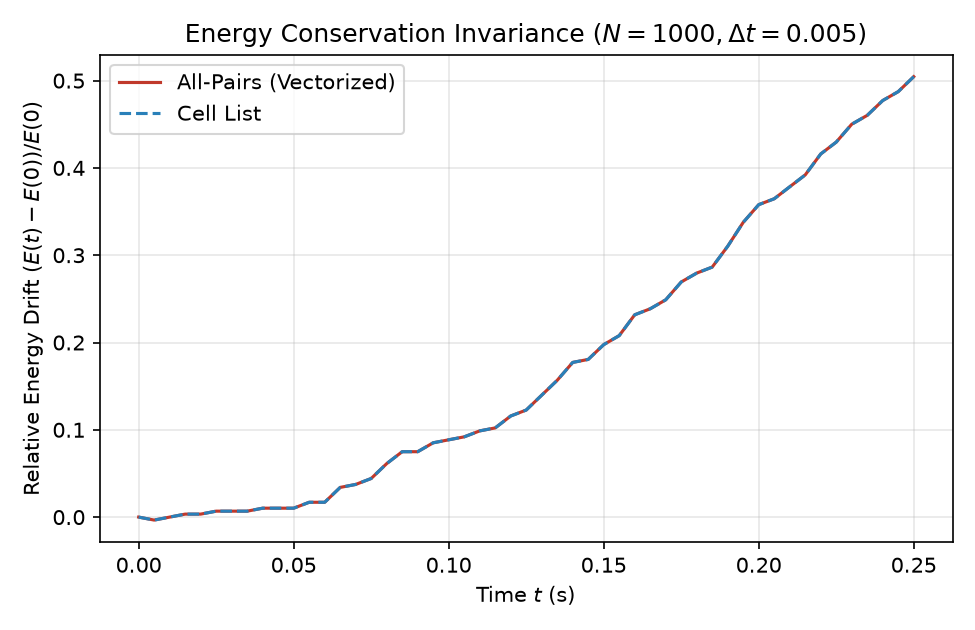 Energy Conservation Invariance (N = 1000, Δt = 0.005)
All-Pairs (Vectorized)
Cell List
Relative Energy Drift (E(t) − E(0))/E(0)
0.5
0.4
0.3
0.2
0.1
0.0
0.00 0.05 0.10 0.15 0.20 0.25
Time t (s)